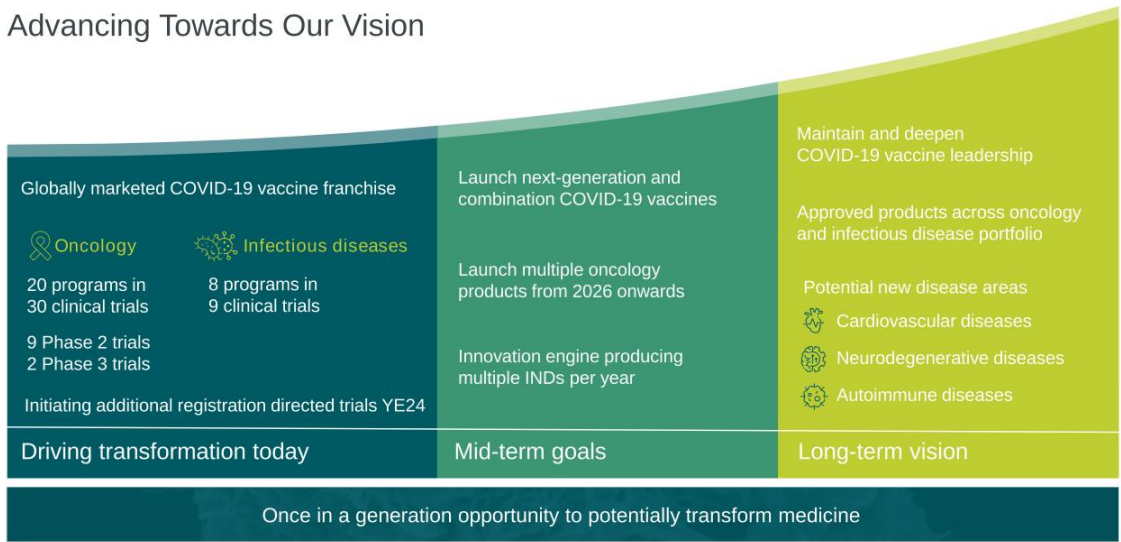 Advancing Towards Our Vision
Globally marketed COVID-19 vaccine franchise
Oncology
20 programs in
30 clinical trials
9 Phase 2 trials
2 Phase 3 trials
Infectious diseases
8 programs in
9 clinical trials
Initiating additional registration directed trials YE24
Driving transformation today
Launch next-generation and
combination COVID-19 vaccines
Launch multiple oncology
products from 2026 onwards
Innovation engine producing
multiple INDs per year
Mid-term goals
Maintain and deepen
COVID-19 vaccine leadership
Approved products across oncology
and infectious disease portfolio
Potential new disease areas
Cardiovascular diseases
Neurodegenerative diseases
Autoimmune diseases
Long-term vision
Once in a generation opportunity to potentially transform medicine